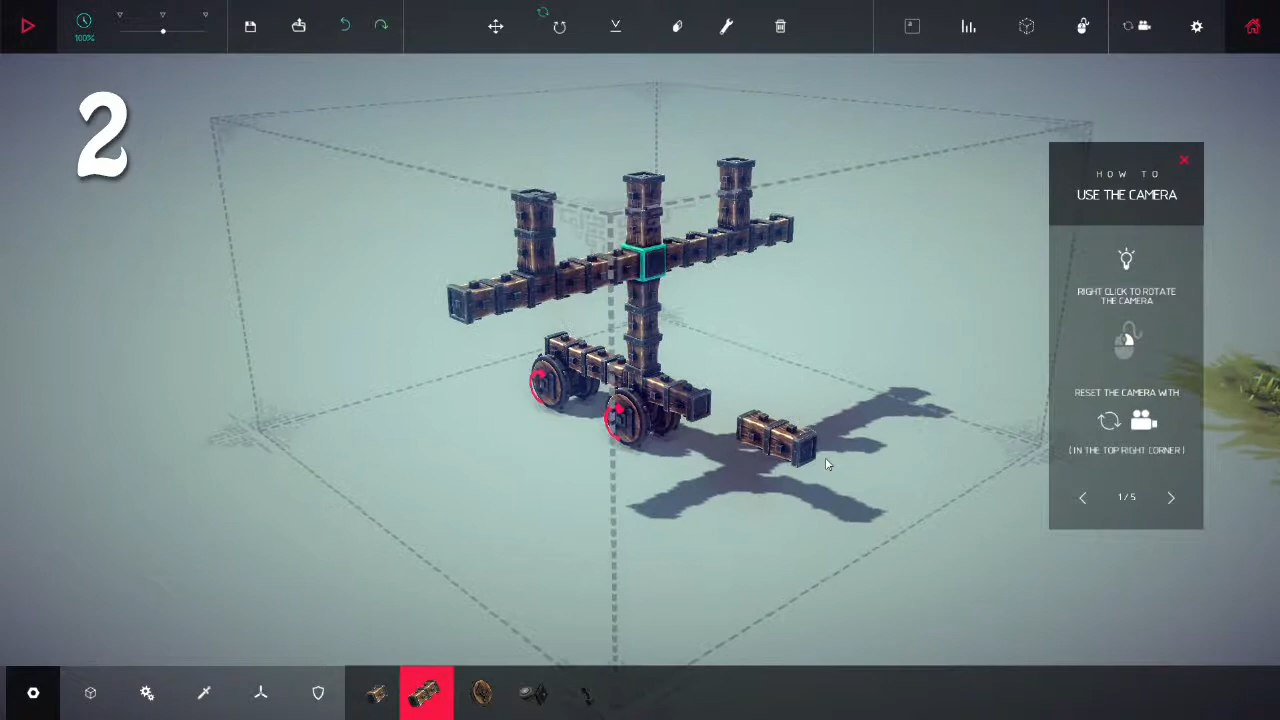 100%
2
HOW TO
USE THE CAMERA
RIGHT CLICK TO ROTATE
THE CAMERA
RESET THE CAMERA WITH
(IN THE TOP RIGHT CORNER)
1/5